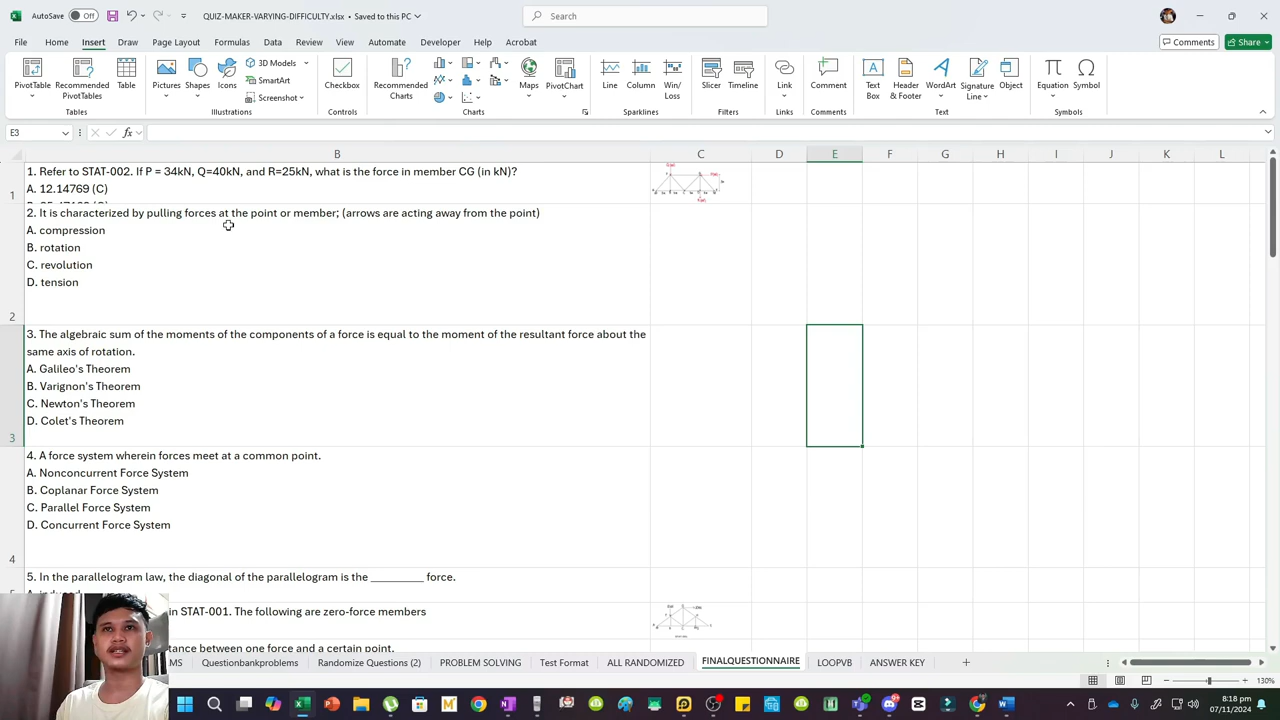 AutoSave Off QUIZ-MAKER-VARYING-DIFFICULTY.xlsx • Saved to this PC Search
File Home Insert Draw Page Layout Formulas Data Review View Automate Developer Help Acrobat Comments Share
PivotTable Recommended PivotTables Table Pictures Shapes Icons 3D Models SmartArt Screenshot Checkbox Recommended Charts Maps PivotChart Line Column Win/Loss Slicer Timeline Link Comment Text Box Header & Footer WordArt Signature Line Object Equation Symbol
Tables Illustrations Controls Charts Sparklines Filters Links Comments Text Symbols
E3 fx
B C D E F G H I J K L
1. Refer to STAT-002. If P = 34kN, Q=40kN, and R=25kN, what is the force in member CG (in kN)?
A. 12.14769 (C)
1
2. It is characterized by pulling forces at the point or member; (arrows are acting away from the point)
A. compression
B. rotation
C. revolution
D. tension
2
3. The algebraic sum of the moments of the components of a force is equal to the moment of the resultant force about the
same axis of rotation.
A. Galileo's Theorem
B. Varignon's Theorem
C. Newton's Theorem
D. Colet's Theorem
3
4. A force system wherein forces meet at a common point.
A. Nonconcurrent Force System
B. Coplanar Force System
C. Parallel Force System
D. Concurrent Force System
4
5. In the parallelogram law, the diagonal of the parallelogram is the __________ force.
in STAT-001. The following are zero-force members
tance between one force and a certain point.
MS Questionbankproblems Randomize Questions (2) PROBLEM SOLVING Test Format ALL RANDOMIZED FINALQUESTIONNAIRE LOOPVB ANSWER KEY
130%
8:18 pm
07/11/2024